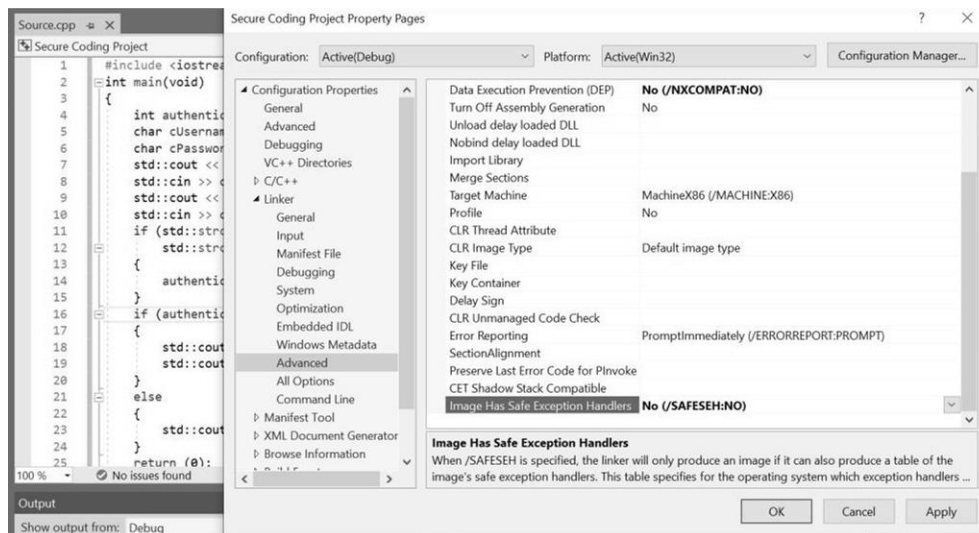 Source.cpp
Secure Coding Project
1 #include <iostrea
2 int main(void)
3 {
4 int authentic
5 char cUsernam
6 char cPasswor
7 std::cout <<
8 std::cin >> c
9 std::cout <<
10 std::cin >> c
11 if (std::strc
12 std::strc
13 {
14 authentic
15 }
16 if (authentic
17 {
18 std::cout
19 std::cout
20 }
21 else
22 {
23 std::cout
24 }
25 return (0);
100 %
No issues found
Output
Show output from: Debug
Secure Coding Project Property Pages
? X
Configuration: Active(Debug)
Platform: Active(Win32)
Configuration Manager...
Configuration Properties
General
Advanced
Debugging
VC++ Directories
C/C++
Linker
General
Input
Manifest File
Debugging
System
Optimization
Embedded IDL
Windows Metadata
Advanced
All Options
Command Line
Manifest Tool
XML Document Generator
Browse Information
Data Execution Prevention (DEP) No (/NXCOMPAT:NO)
Turn Off Assembly Generation No
Unload delay loaded DLL
Nobind delay loaded DLL
Import Library
Merge Sections
Target Machine MachineX86 (/MACHINE:X86)
Profile No
CLR Thread Attribute
CLR Image Type Default image type
Key File
Key Container
Delay Sign
CLR Unmanaged Code Check
Error Reporting PromptImmediately (/ERRORREPORT:PROMPT)
SectionAlignment
Preserve Last Error Code for PInvoke
CET Shadow Stack Compatible
Image Has Safe Exception Handlers No (/SAFESEH:NO)
Image Has Safe Exception Handlers
When /SAFESEH is specified, the linker will only produce an image if it can also produce a table of the
image's safe exception handlers. This table specifies for the operating system which exception handlers ...
OK
Cancel
Apply